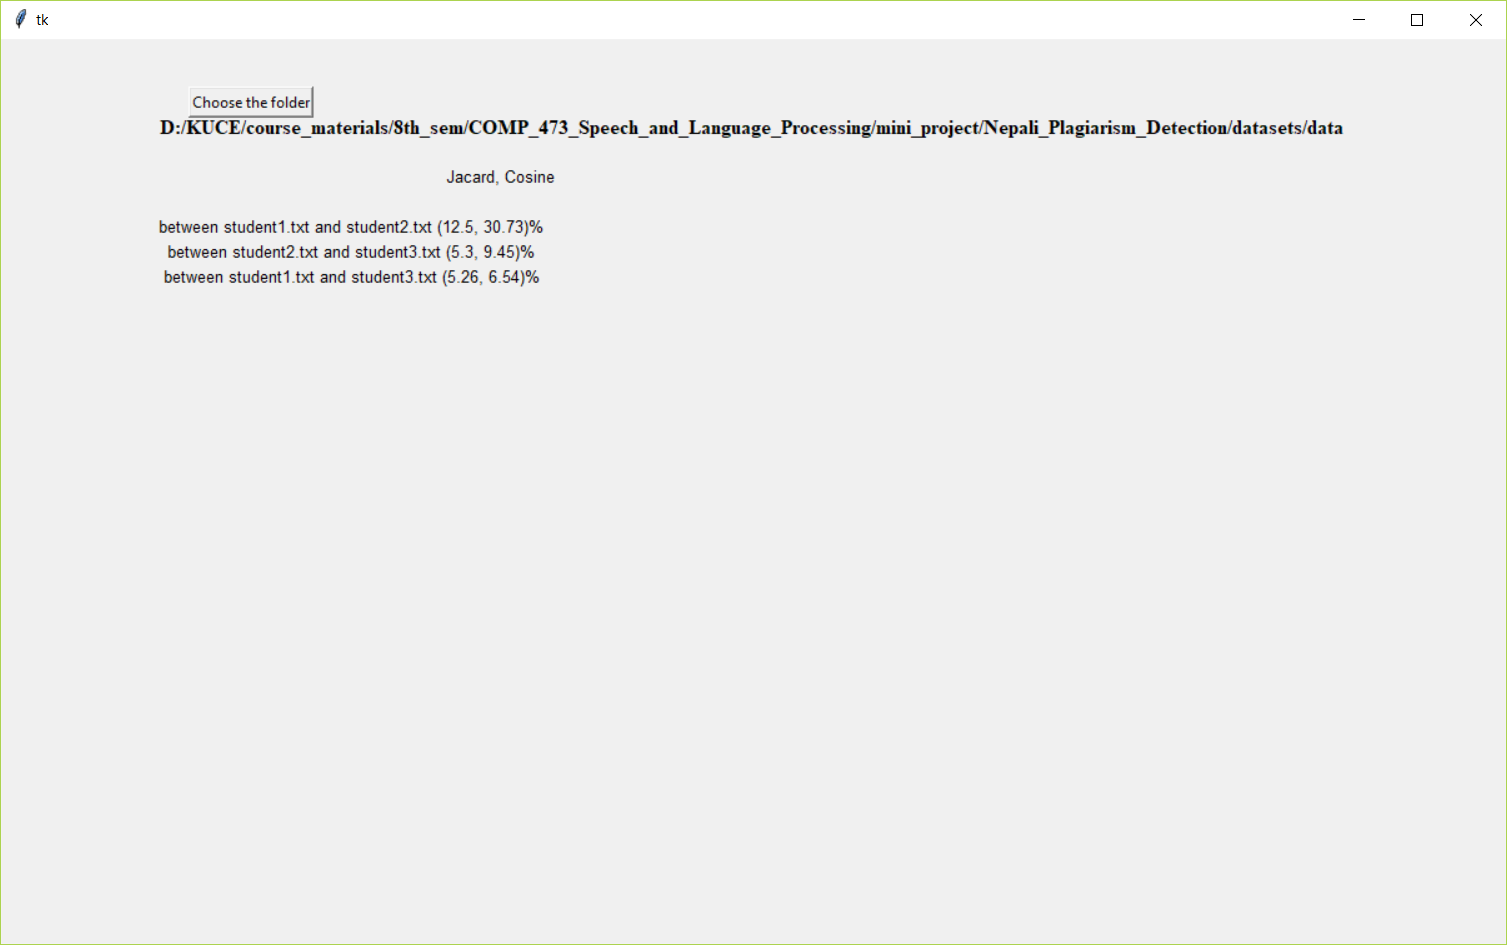 tk
Choose the folder
D:/KUCE/course_materials/8th_sem/COMP_473_Speech_and_Language_Processing/mini_project/Nepali_Plagiarism_Detection/datasets/data
Jacard, Cosine
between student1.txt and student2.txt (12.5, 30.73)%
between student2.txt and student3.txt (5.3, 9.45)%
between student1.txt and student3.txt (5.26, 6.54)%